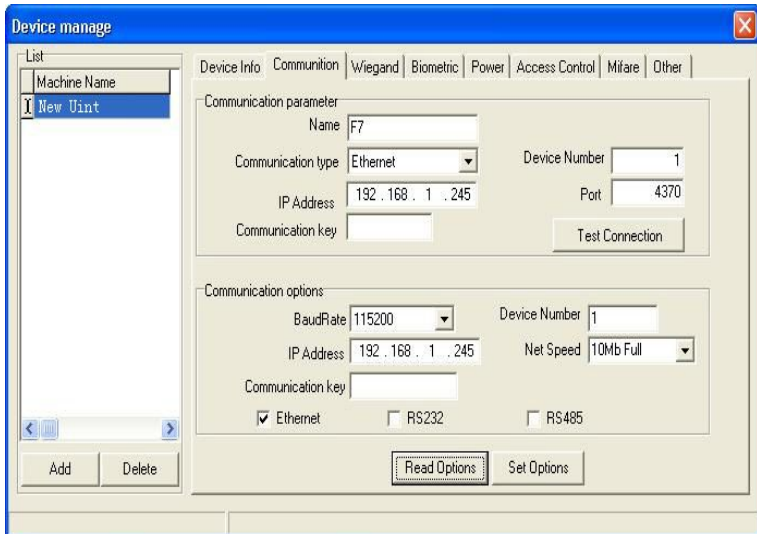 Device manage
List
Machine Name
New Uint
Add Delete
Device Info Communition Wiegand Biometric Power Access Control Mifare Other
Communication parameter
Name F7
Communication type Ethernet Device Number 1
IP Address 192 . 168 . 1 . 245 Port 4370
Communication key Test Connection
Communication options
BaudRate 115200 Device Number 1
IP Address 192 . 168 . 1 . 245 Net Speed 10Mb Full
Communication key
Ethernet RS232 RS485
Read Options Set Options